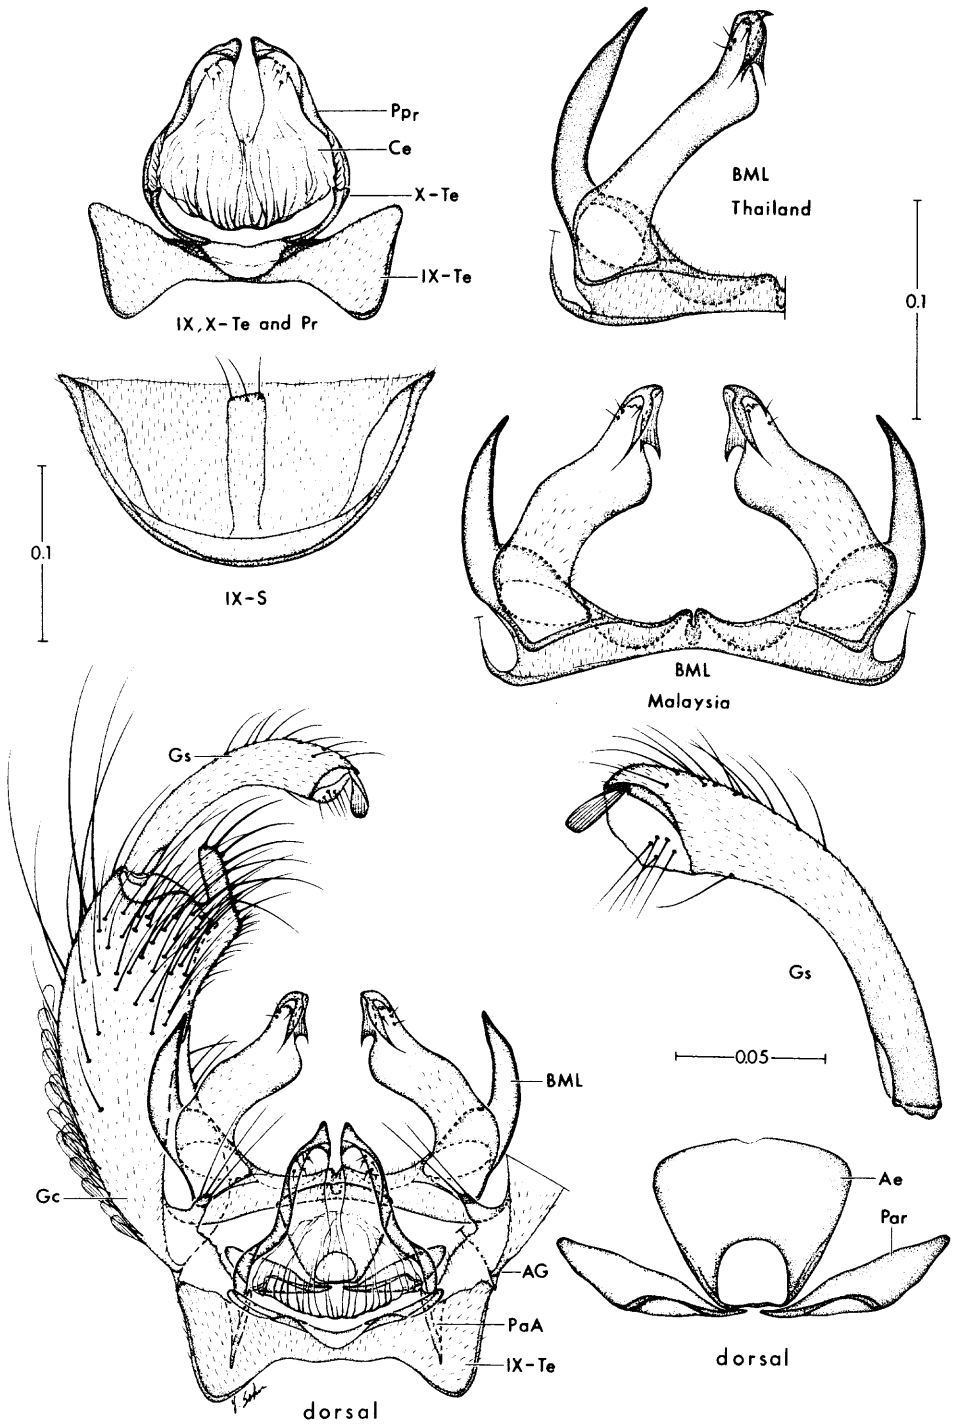 Ppr
Ce
X-Te
IX-Te
IX, X-Te and Pr
BML
Thailand
0.1
0.1
IX-S
BML
Malaysia
Gs
Gs
0.05
BML
Gc
AG
PaA
IX-Te
dorsal
Ae
Par
dorsal